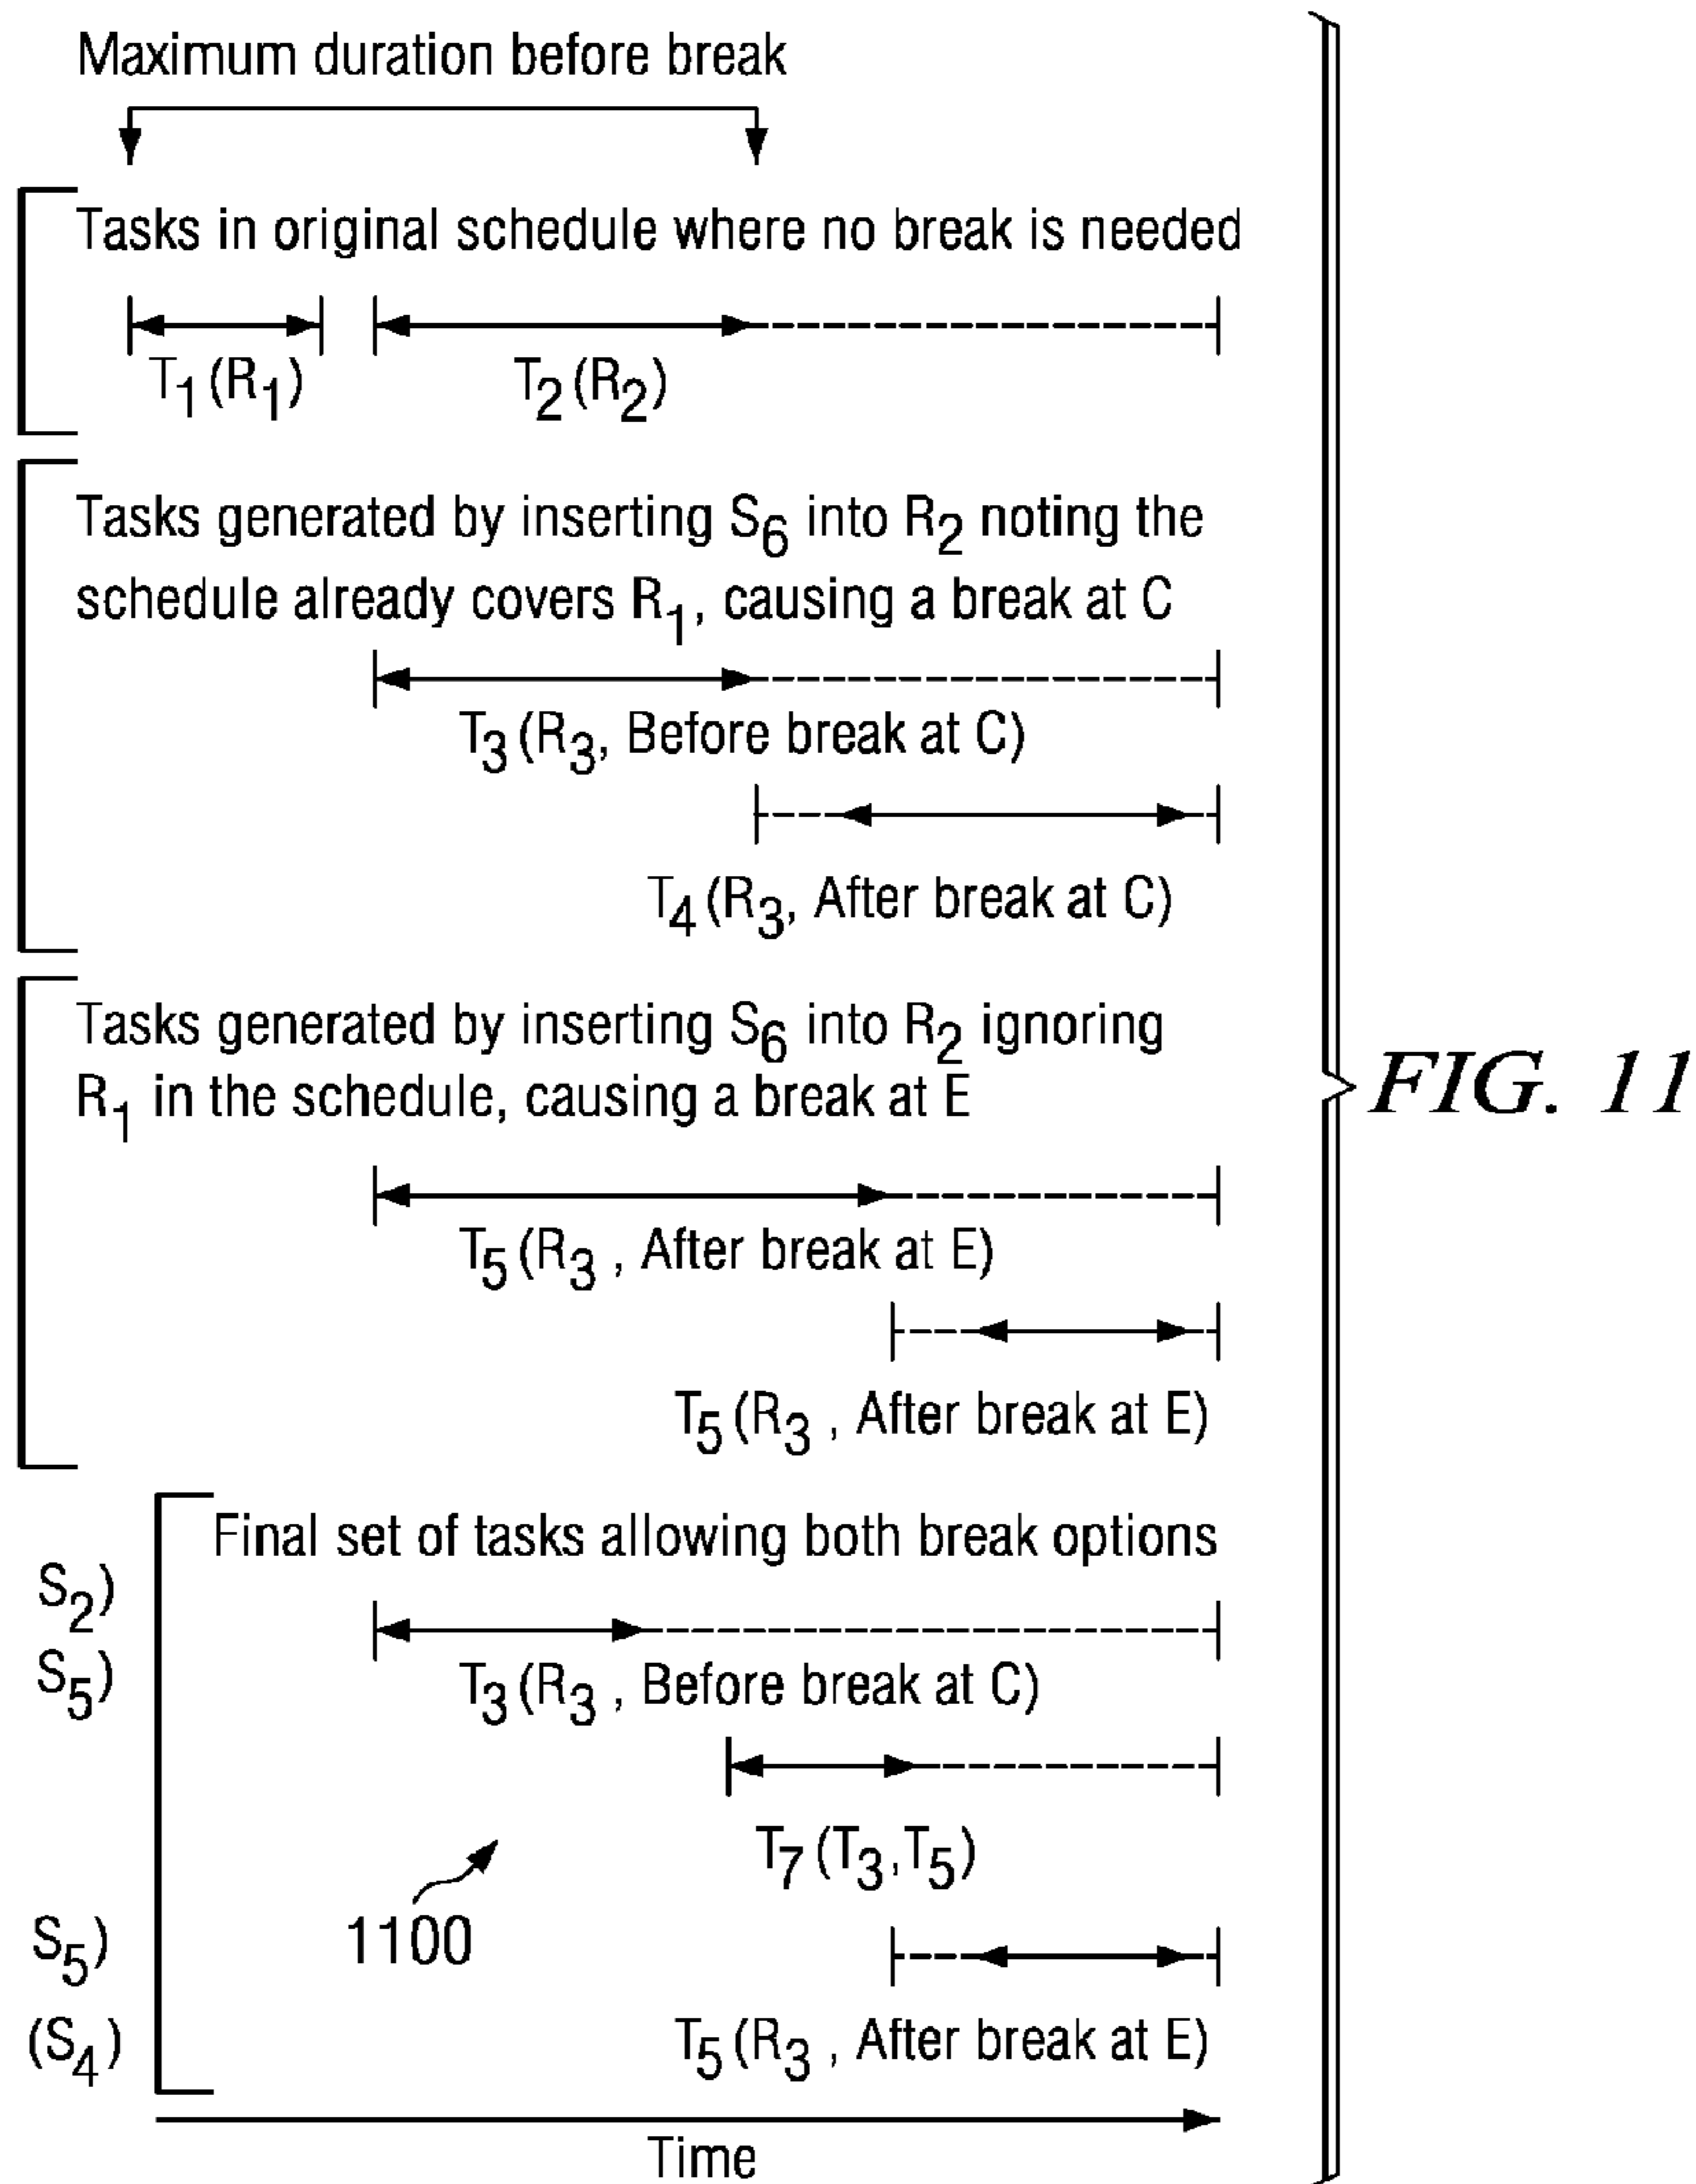 Maximum duration before break
Tasks in original schedule where no break is needed
T1(R1)
T2(R2)
Tasks generated by inserting S6 into R2 noting the
schedule already covers R1, causing a break at C
T3(R3, Before break at C)
T4(R3, After break at C)
Tasks generated by inserting S6 into R2 ignoring
R1 in the schedule, causing a break at E
T5(R3 , After break at E)
T5(R3 , After break at E)
FIG. 11
Final set of tasks allowing both break options
S2)
S5)
T3(R3 , Before break at C)
T7(T3,T5)
1100
S5)
(S4)
T5(R3 , After break at E)
Time